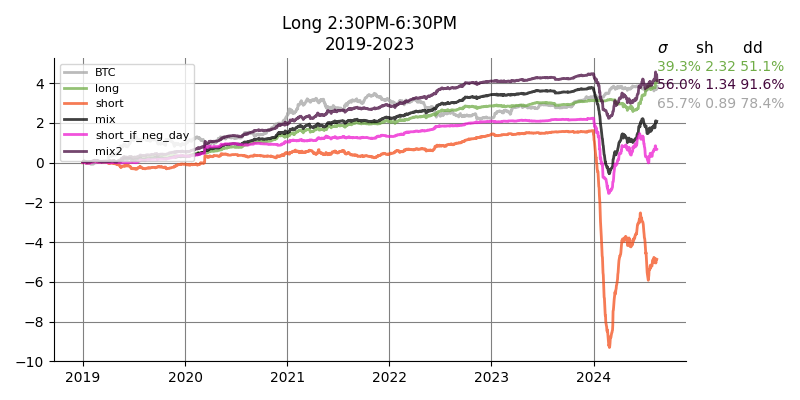 Long 2:30PM-6:30PM
2019-2023
σ sh dd
39.3% 2.32 51.1%
56.0% 1.34 91.6%
65.7% 0.89 78.4%
BTC
long
short
mix
short_if_neg_day
mix2
4
2
0
−2
−4
−6
−8
−10
2019 2020 2021 2022 2023 2024